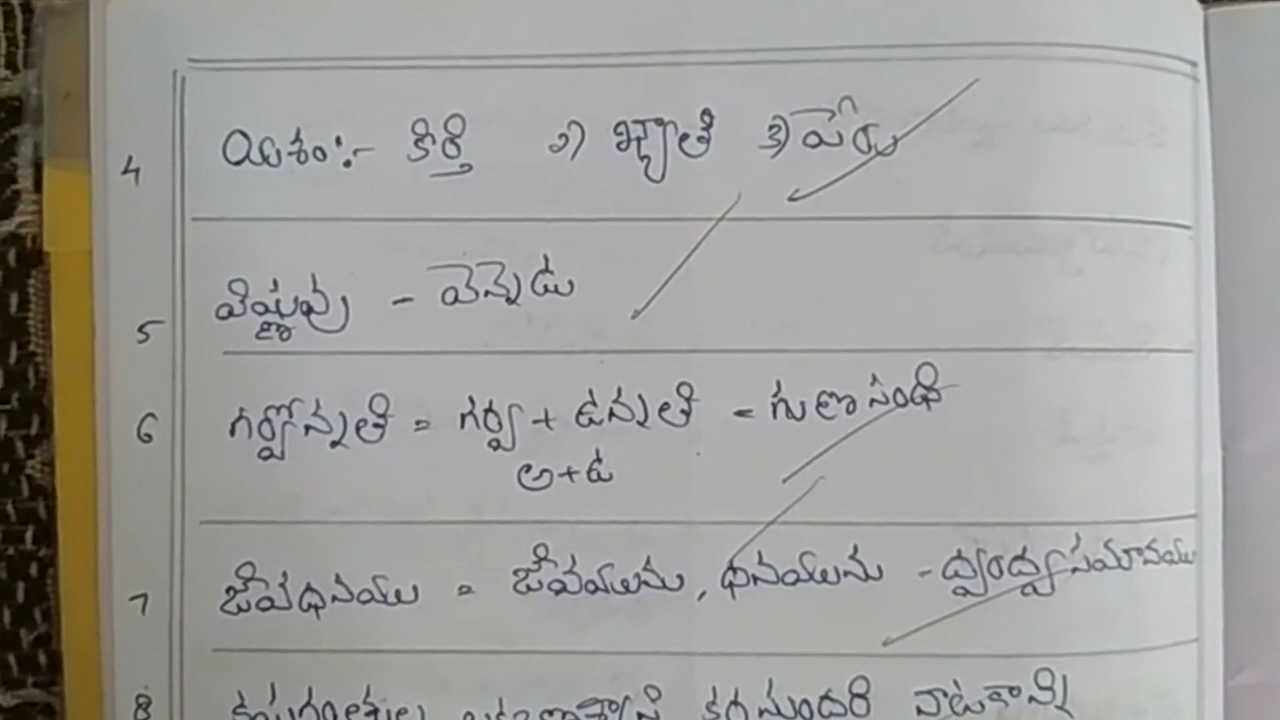 4 యశం:- కీర్తి 2) ఖ్యాతి 3) పేరు
5 విష్ణువు - వెన్నుడు
6 గర్వోన్నతి = గర్వ + ఉన్నతి - గుణసంధి
అ+ఉ
7 జీవధనములు = జీవములును, ధనములును - ద్వంద్వసమాసము
8